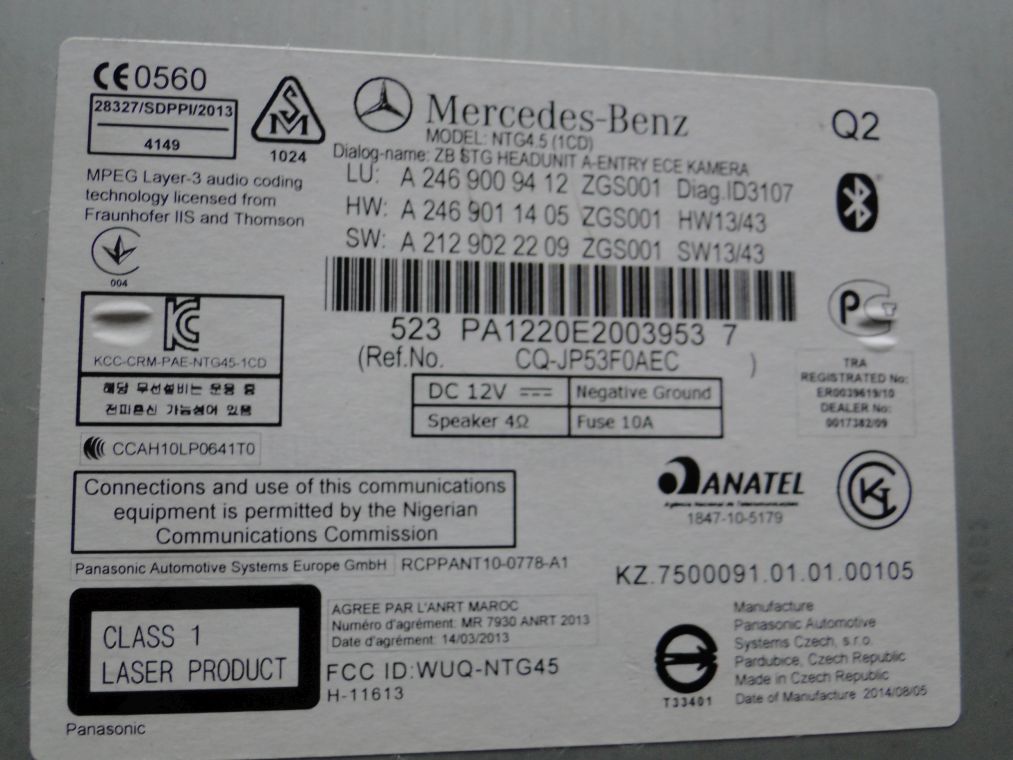 CE0560
28327/SDPPI/2013
4149
SM
1024
Mercedes-Benz
Q2
MODEL: NTG4.5 (1CD)
Dialog-name: ZB STG HEADUNIT A-ENTRY ECE KAMERA
LU: A 246 900 94 12 ZGS001 Diag.ID3107
HW: A 246 901 14 05 ZGS001 HW13/43
SW: A 212 902 22 09 ZGS001 SW13/43
MPEG Layer-3 audio coding
technology licensed from
Fraunhofer IIS and Thomson
004
KCC-CRM-PAE-NTG45-1CD
해당 무선설비는 운용 중
전파혼신 가능성이 있음
523 PA1220E2003953 7
(Ref.No. CQ-JP53F0AEC )
DC 12V Negative Ground
Speaker 4Ω Fuse 10A
TRA
REGISTRATED No:
ER0039619/10
DEALER No:
0017382/09
CCAH10LP0641T0
Connections and use of this communications
equipment is permitted by the Nigerian
Communications Commission
ANATEL
Agência Nacional de Telecomunicações
1847-10-5179
Panasonic Automotive Systems Europe GmbH RCPPANT10-0778-A1
KZ.7500091.01.01.00105
CLASS 1
LASER PRODUCT
AGREE PAR L'ANRT MAROC
Numéro d'agrément: MR 7930 ANRT 2013
Date d'agrément: 14/03/2013
FCC ID:WUQ-NTG45
H-11613
T33401
Manufacture
Panasonic Automotive
Systems Czech, s.r.o.
Pardubice, Czech Republic
Made in Czech Republic
Date of Manufacture 2014/08/05
Panasonic